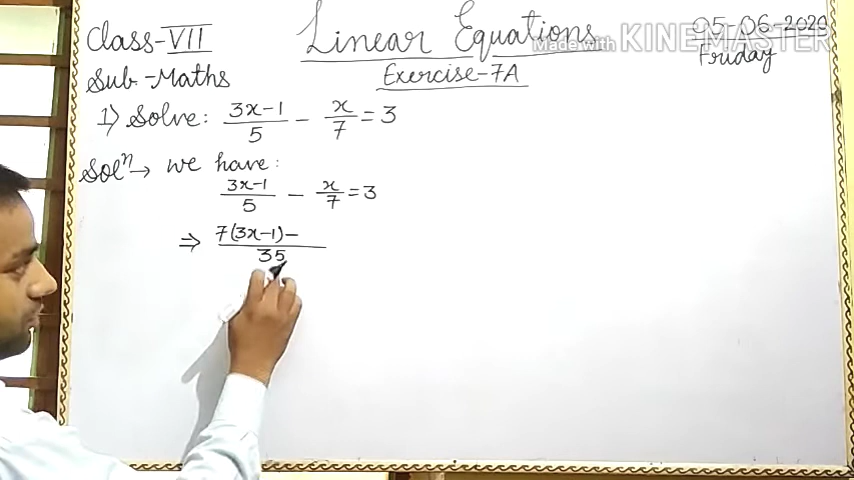 Class-VII Linear Equations 05-06-2020
Made with KINEMASTER
Sub-Maths Exercise-7A Friday
1) Solve: (3x-1)/5 - x/7 = 3
Solⁿ → we have:
(3x-1)/5 - x/7 = 3
⇒ 7(3x-1)- / 35